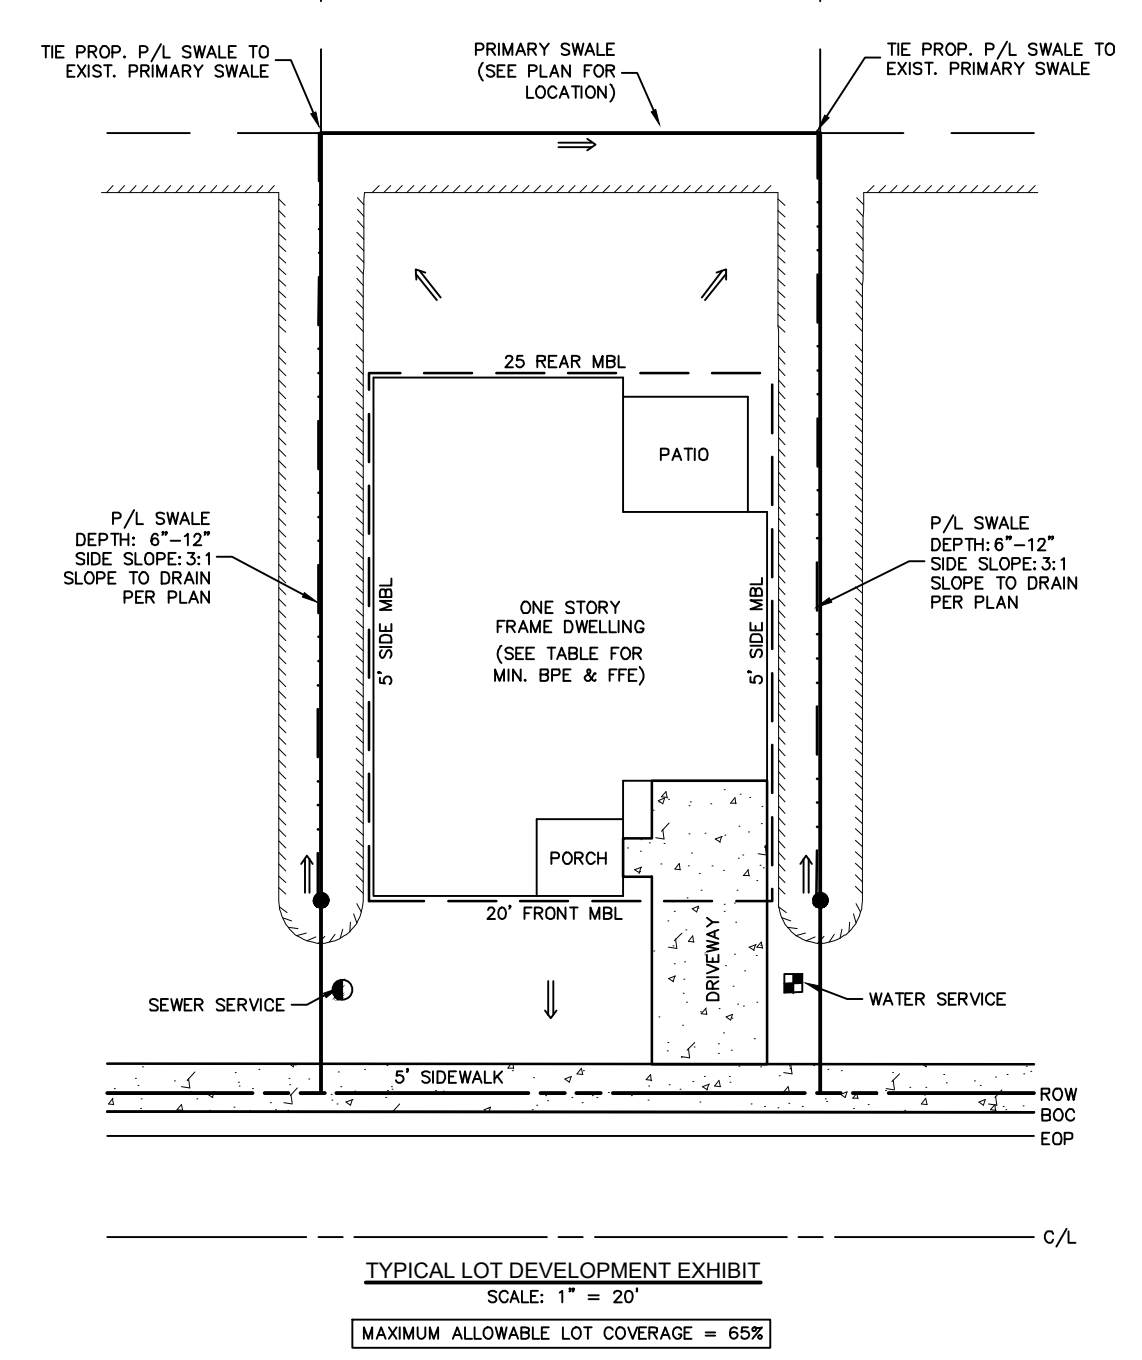 TIE PROP. P/L SWALE TO
EXIST. PRIMARY SWALE
PRIMARY SWALE
(SEE PLAN FOR
LOCATION)
TIE PROP. P/L SWALE TO
EXIST. PRIMARY SWALE
25 REAR MBL
PATIO
P/L SWALE
DEPTH: 6"-12"
SIDE SLOPE: 3:1
SLOPE TO DRAIN
PER PLAN
5' SIDE MBL
ONE STORY
FRAME DWELLING
(SEE TABLE FOR
MIN. BPE & FFE)
5' SIDE MBL
P/L SWALE
DEPTH: 6"-12"
SIDE SLOPE: 3:1
SLOPE TO DRAIN
PER PLAN
PORCH
20' FRONT MBL
DRIVEWAY
SEWER SERVICE
WATER SERVICE
5' SIDEWALK
ROW
BOC
EOP
C/L
TYPICAL LOT DEVELOPMENT EXHIBIT
SCALE: 1" = 20'
MAXIMUM ALLOWABLE LOT COVERAGE = 65%